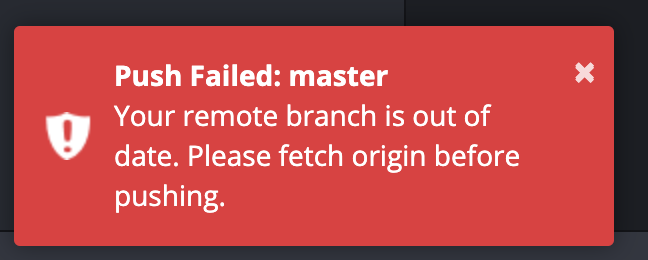 Push Failed: master
Your remote branch is out of
date. Please fetch origin before
pushing.